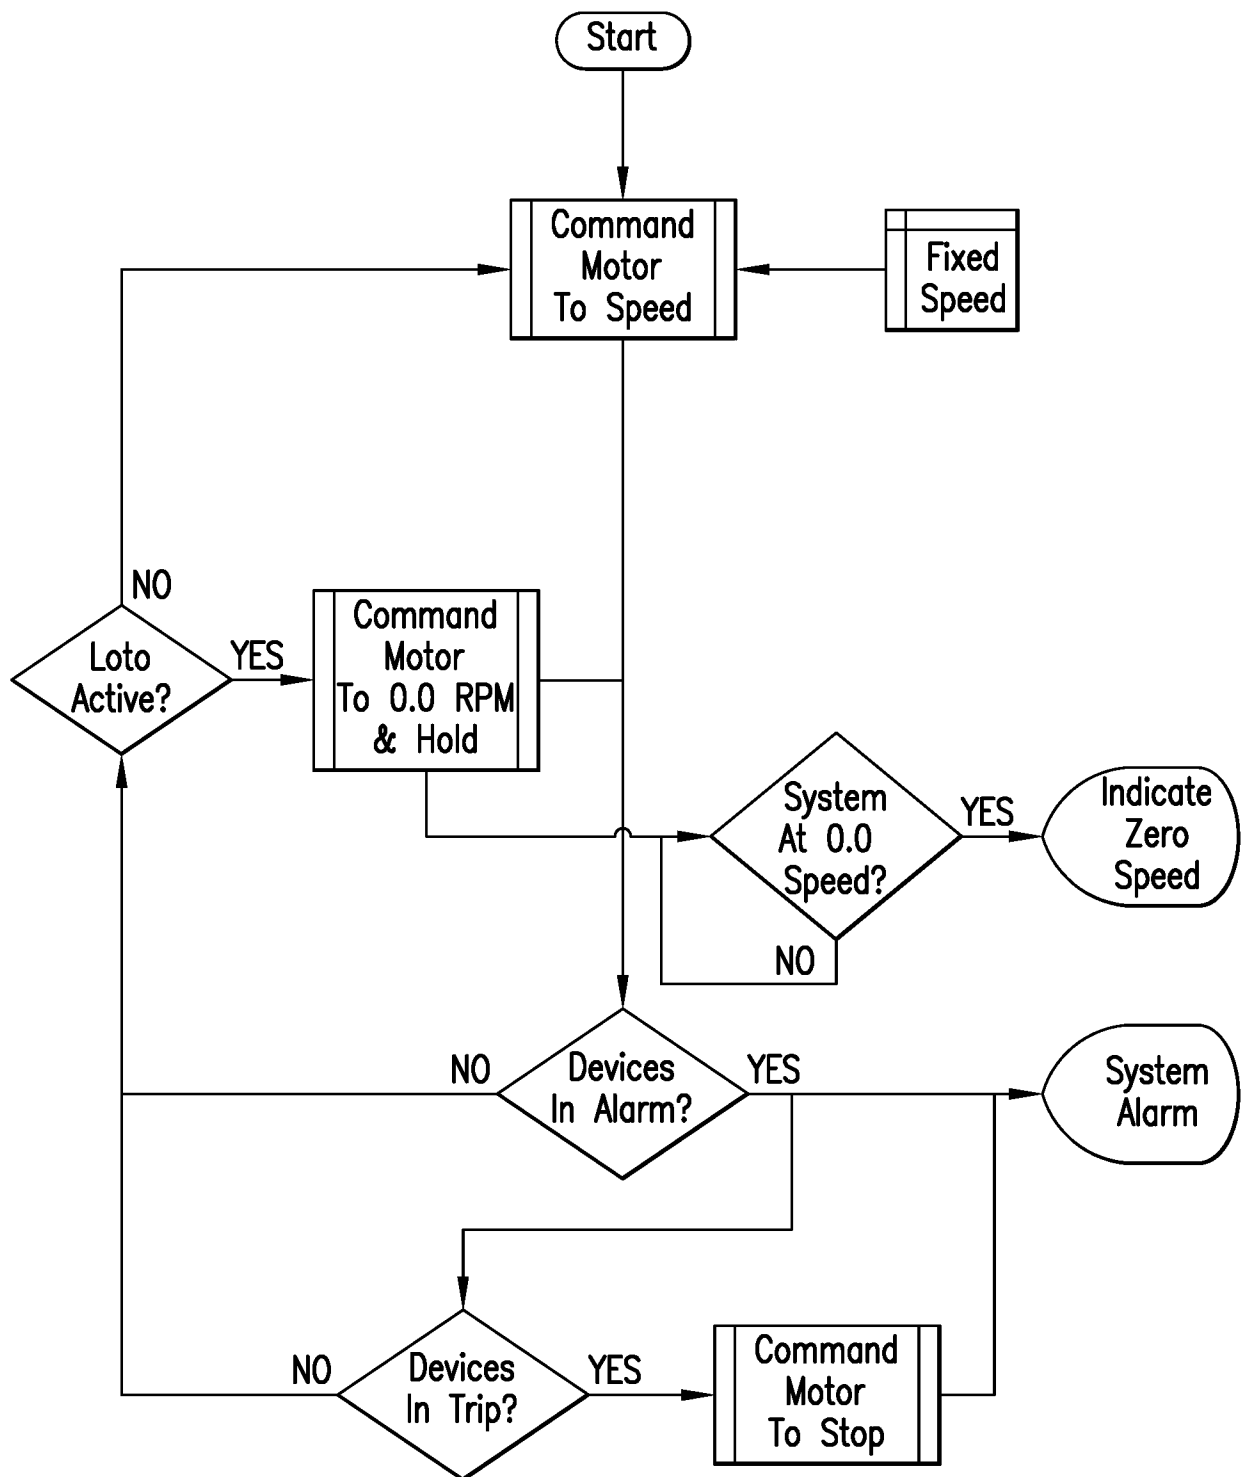 Start
Command
Motor
To Speed
Fixed
Speed
NO
Loto
Active?
YES
Command
Motor
To 0.0 RPM
& Hold
System
At 0.0
Speed?
YES
NO
Indicate
Zero
Speed
NO
Devices
In Alarm?
YES
System
Alarm
NO
Devices
In Trip?
YES
Command
Motor
To Stop